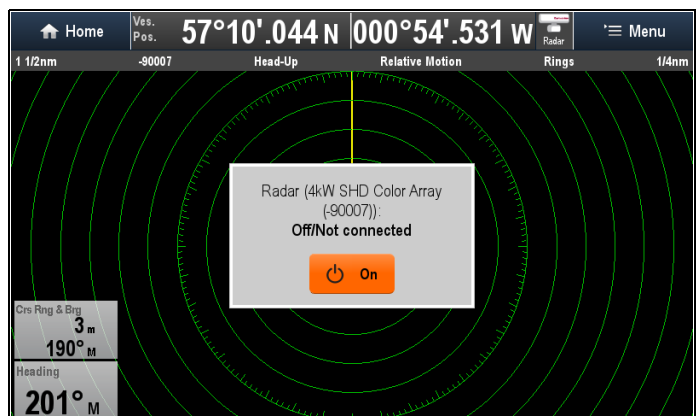 Home
Ves. Pos.
57°10'.044 N
000°54'.531 W
Radar
Menu
1 1/2nm -90007 Head-Up Relative Motion Rings 1/4nm
Radar (4kW SHD Color Array
(-90007)):
Off/Not connected
On
Crs Rng & Brg
3 m
190° M
Heading
201° M